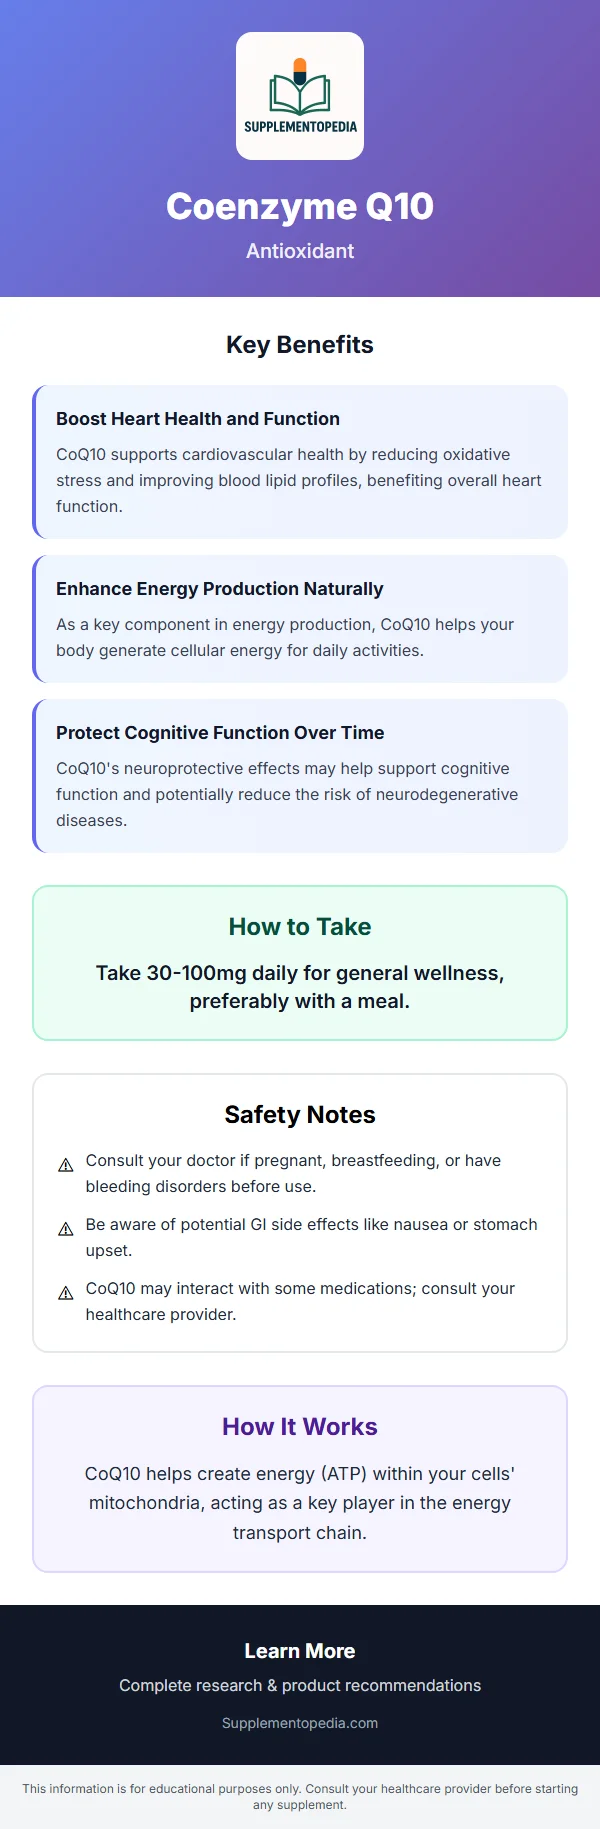 SUPPLEMENTOPEDIA
Coenzyme Q10
Antioxidant
Key Benefits
Boost Heart Health and Function
CoQ10 supports cardiovascular health by reducing oxidative
stress and improving blood lipid profiles, benefiting overall heart
function.
Enhance Energy Production Naturally
As a key component in energy production, CoQ10 helps your
body generate cellular energy for daily activities.
Protect Cognitive Function Over Time
CoQ10's neuroprotective effects may help support cognitive
function and potentially reduce the risk of neurodegenerative
diseases.
How to Take
Take 30-100mg daily for general wellness,
preferably with a meal.
Safety Notes
Consult your doctor if pregnant, breastfeeding, or have
bleeding disorders before use.
Be aware of potential GI side effects like nausea or stomach
upset.
CoQ10 may interact with some medications; consult your
healthcare provider.
How It Works
CoQ10 helps create energy (ATP) within your cells'
mitochondria, acting as a key player in the energy
transport chain.
Learn More
Complete research & product recommendations
Supplementopedia.com
This information is for educational purposes only. Consult your healthcare provider before starting
any supplement.